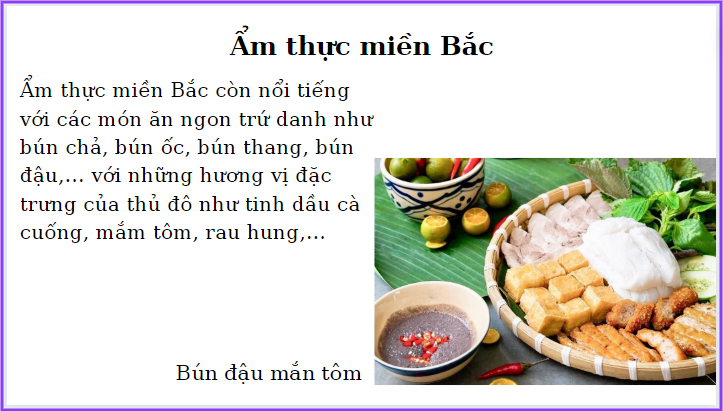 Ẩm thực miền Bắc
Ẩm thực miền Bắc còn nổi tiếng
với các món ăn ngon trứ danh như
bún chả, bún ốc, bún thang, bún
đậu,... với những hương vị đặc
trưng của thủ đô như tinh dầu cà
cuống, mắm tôm, rau hung,...
Bún đậu mắn tôm